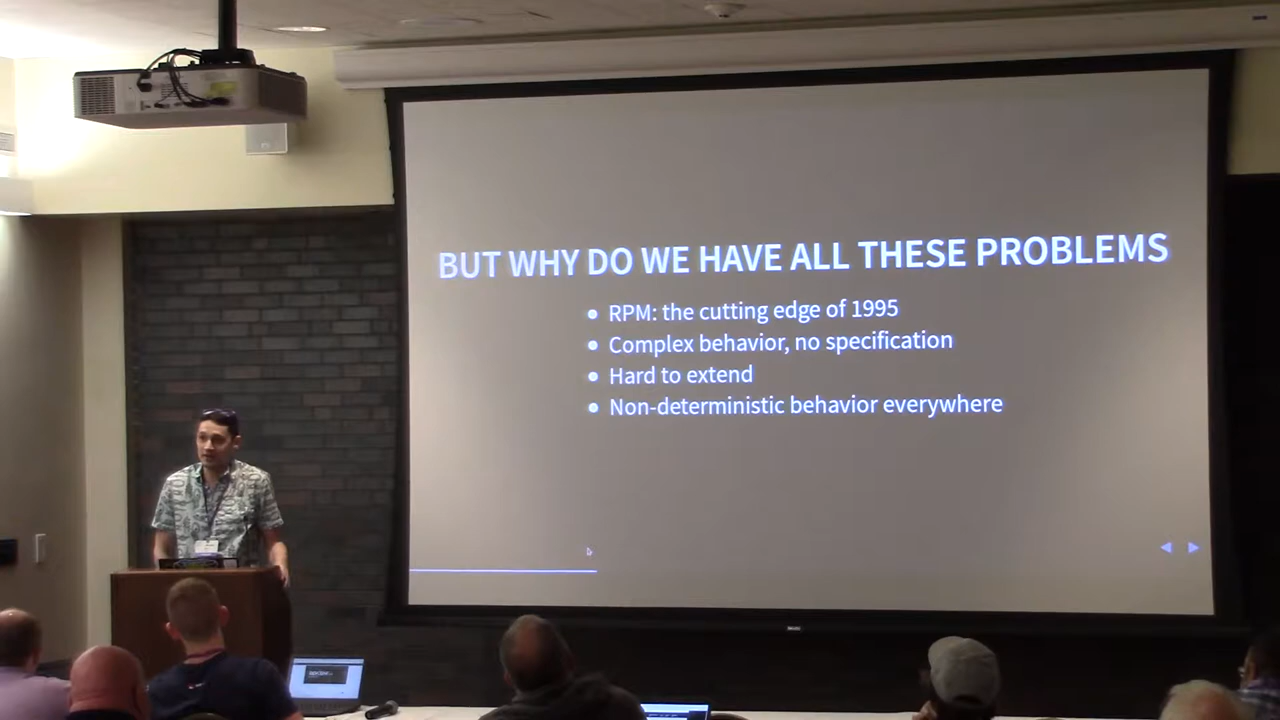 BUT WHY DO WE HAVE ALL THESE PROBLEMS
RPM: the cutting edge of 1995
Complex behavior, no specification
Hard to extend
Non-deterministic behavior everywhere